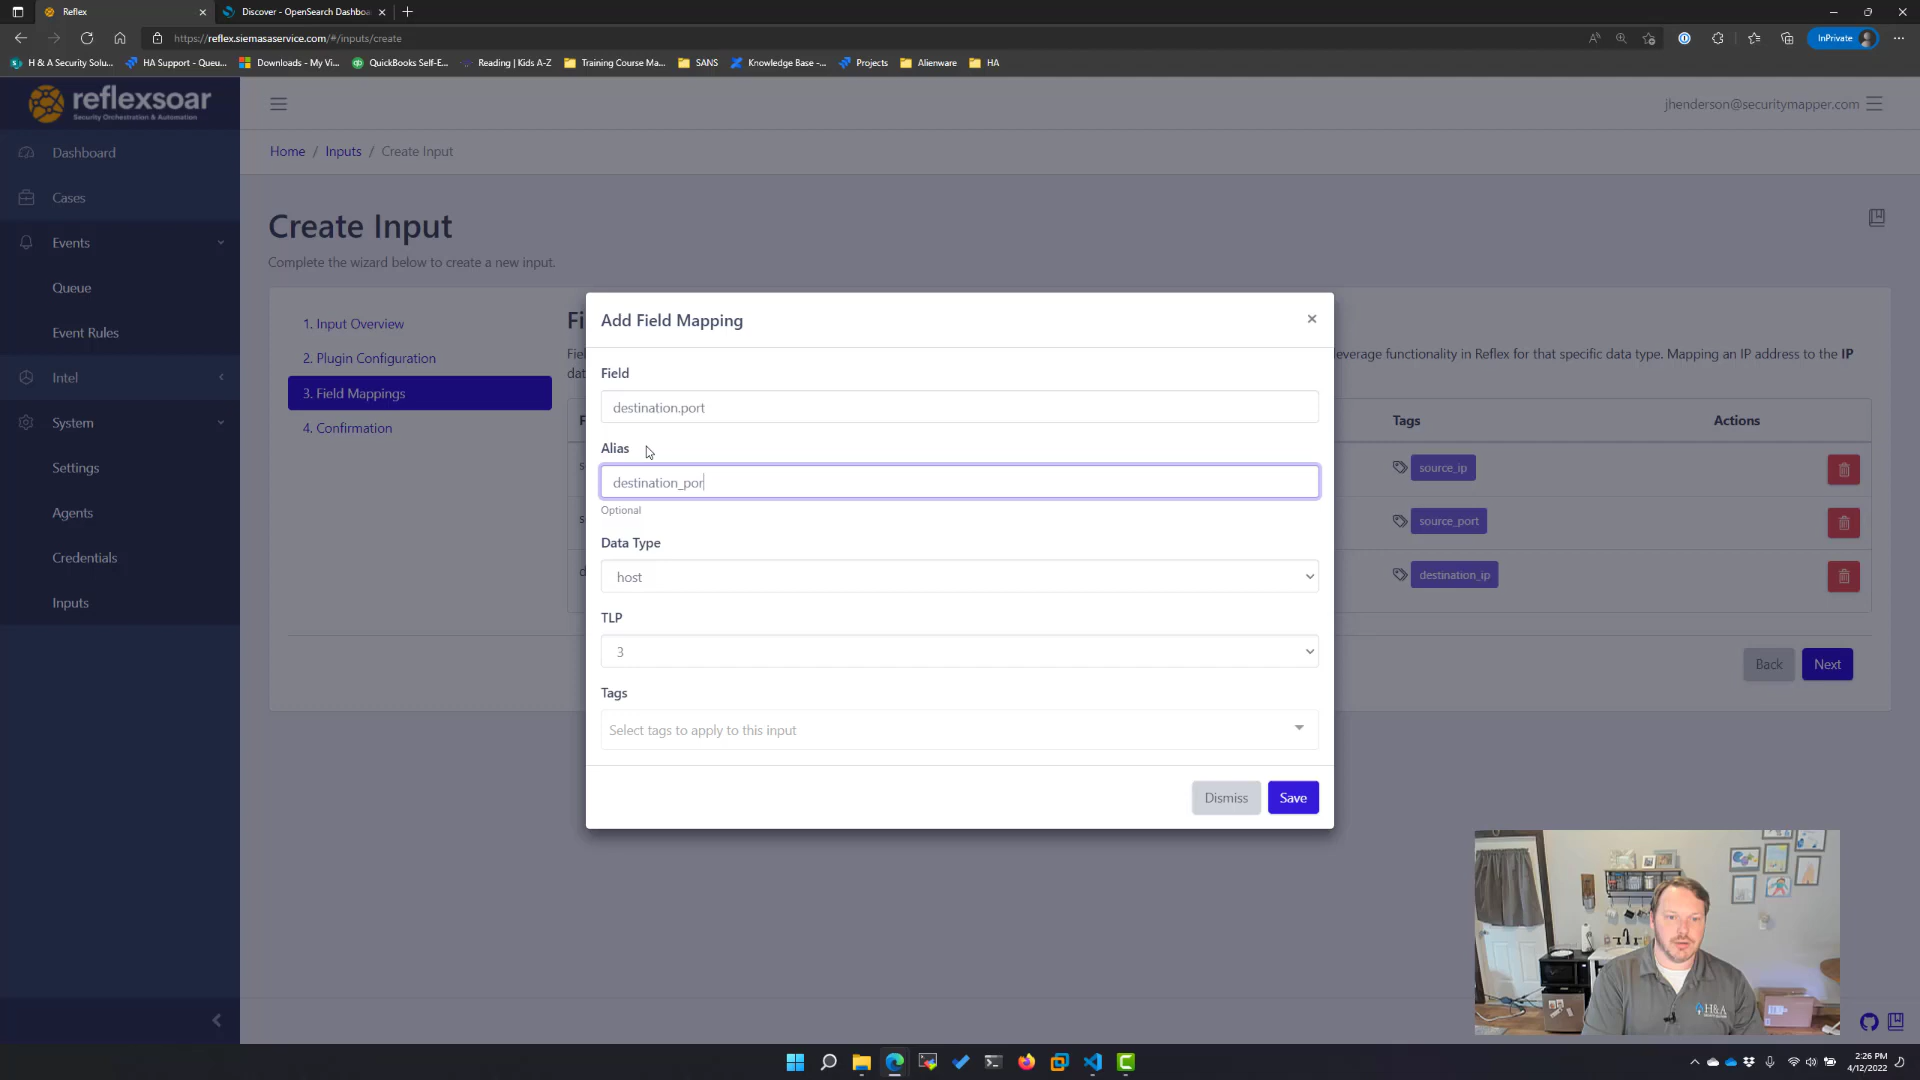 Reflex
Discover - OpenSearch Dashboa
https://reflex.siemasaservice.com/#/inputs/create
InPrivate
H & A Security Solu...
HA Support - Queu...
Downloads - My Vi...
QuickBooks Self-E...
Reading | Kids A-Z
Training Course Ma...
SANS
Knowledge Base -...
Projects
Alienware
HA
reflexsoar
Security Orchestration & Automation
jhenderson@securitymapper.com
Dashboard
Cases
Events
Queue
Event Rules
Intel
System
Settings
Agents
Credentials
Inputs
Home / Inputs / Create Input
Create Input
Complete the wizard below to create a new input.
1. Input Overview
2. Plugin Configuration
3. Field Mappings
4. Confirmation
Fi
Fiel
everage functionality in Reflex for that specific data type. Mapping an IP address to the IP
dat
F
Tags
Actions
s
source_ip
s
source_port
d
destination_ip
Back
Next
Add Field Mapping
Field
destination.port
Alias
destination_por
Optional
Data Type
host
TLP
3
Tags
Select tags to apply to this input
Dismiss
Save
H&A
2:26 PM
4/12/2022